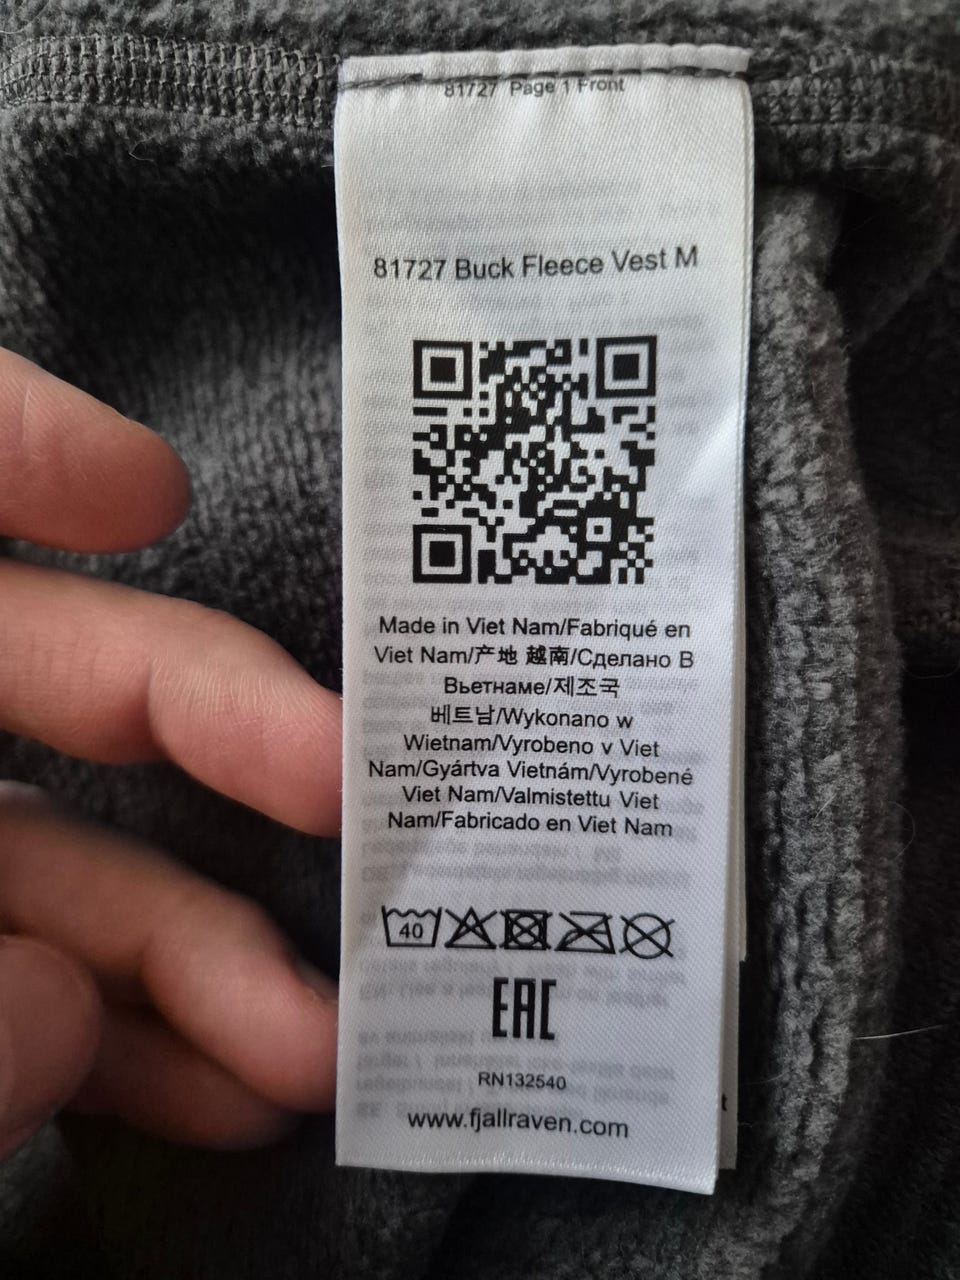 81727 Page 1 Front
81727 Buck Fleece Vest M
Made in Viet Nam/Fabriqué en
Viet Nam/产地 越南/Сделано В
Вьетнаме/제조국
베트남/Wykonano w
Wietnam/Vyrobeno v Viet
Nam/Gyártva Vietnám/Vyrobené
Viet Nam/Valmistettu Viet
Nam/Fabricado en Viet Nam
40
EAC
RN132540
www.fjallraven.com